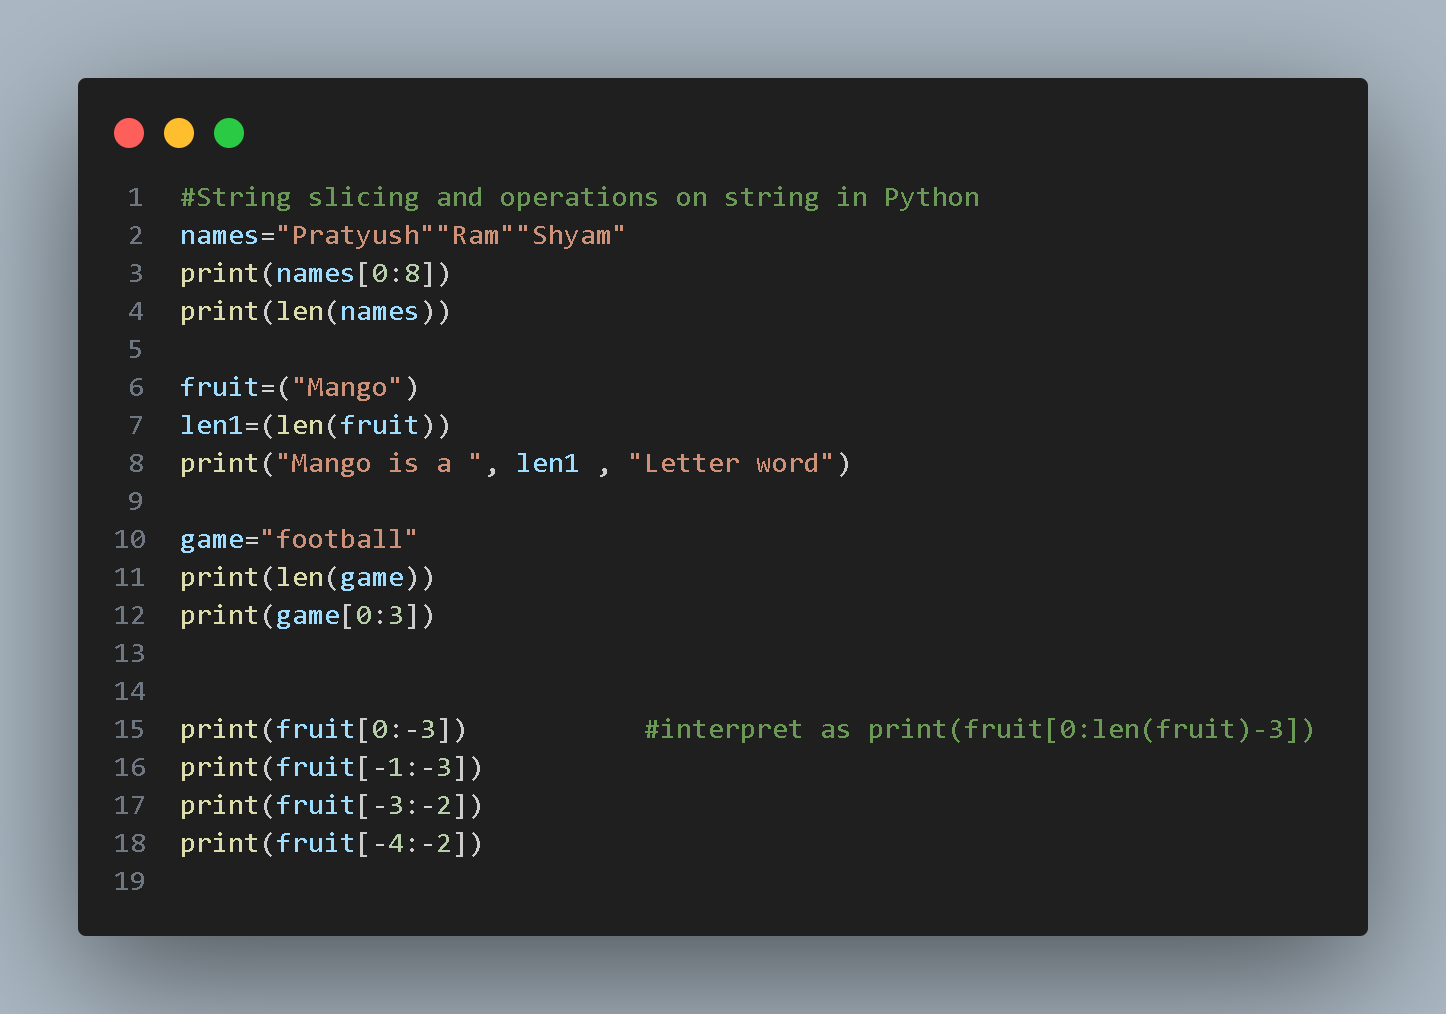 1 #String slicing and operations on string in Python
2 names="Pratyush""Ram""Shyam"
3 print(names[0:8])
4 print(len(names))
5
6 fruit=("Mango")
7 len1=(len(fruit))
8 print("Mango is a ", len1 , "Letter word")
9
10 game="football"
11 print(len(game))
12 print(game[0:3])
13
14
15 print(fruit[0:-3])           #interpret as print(fruit[0:len(fruit)-3])
16 print(fruit[-1:-3])
17 print(fruit[-3:-2])
18 print(fruit[-4:-2])
19